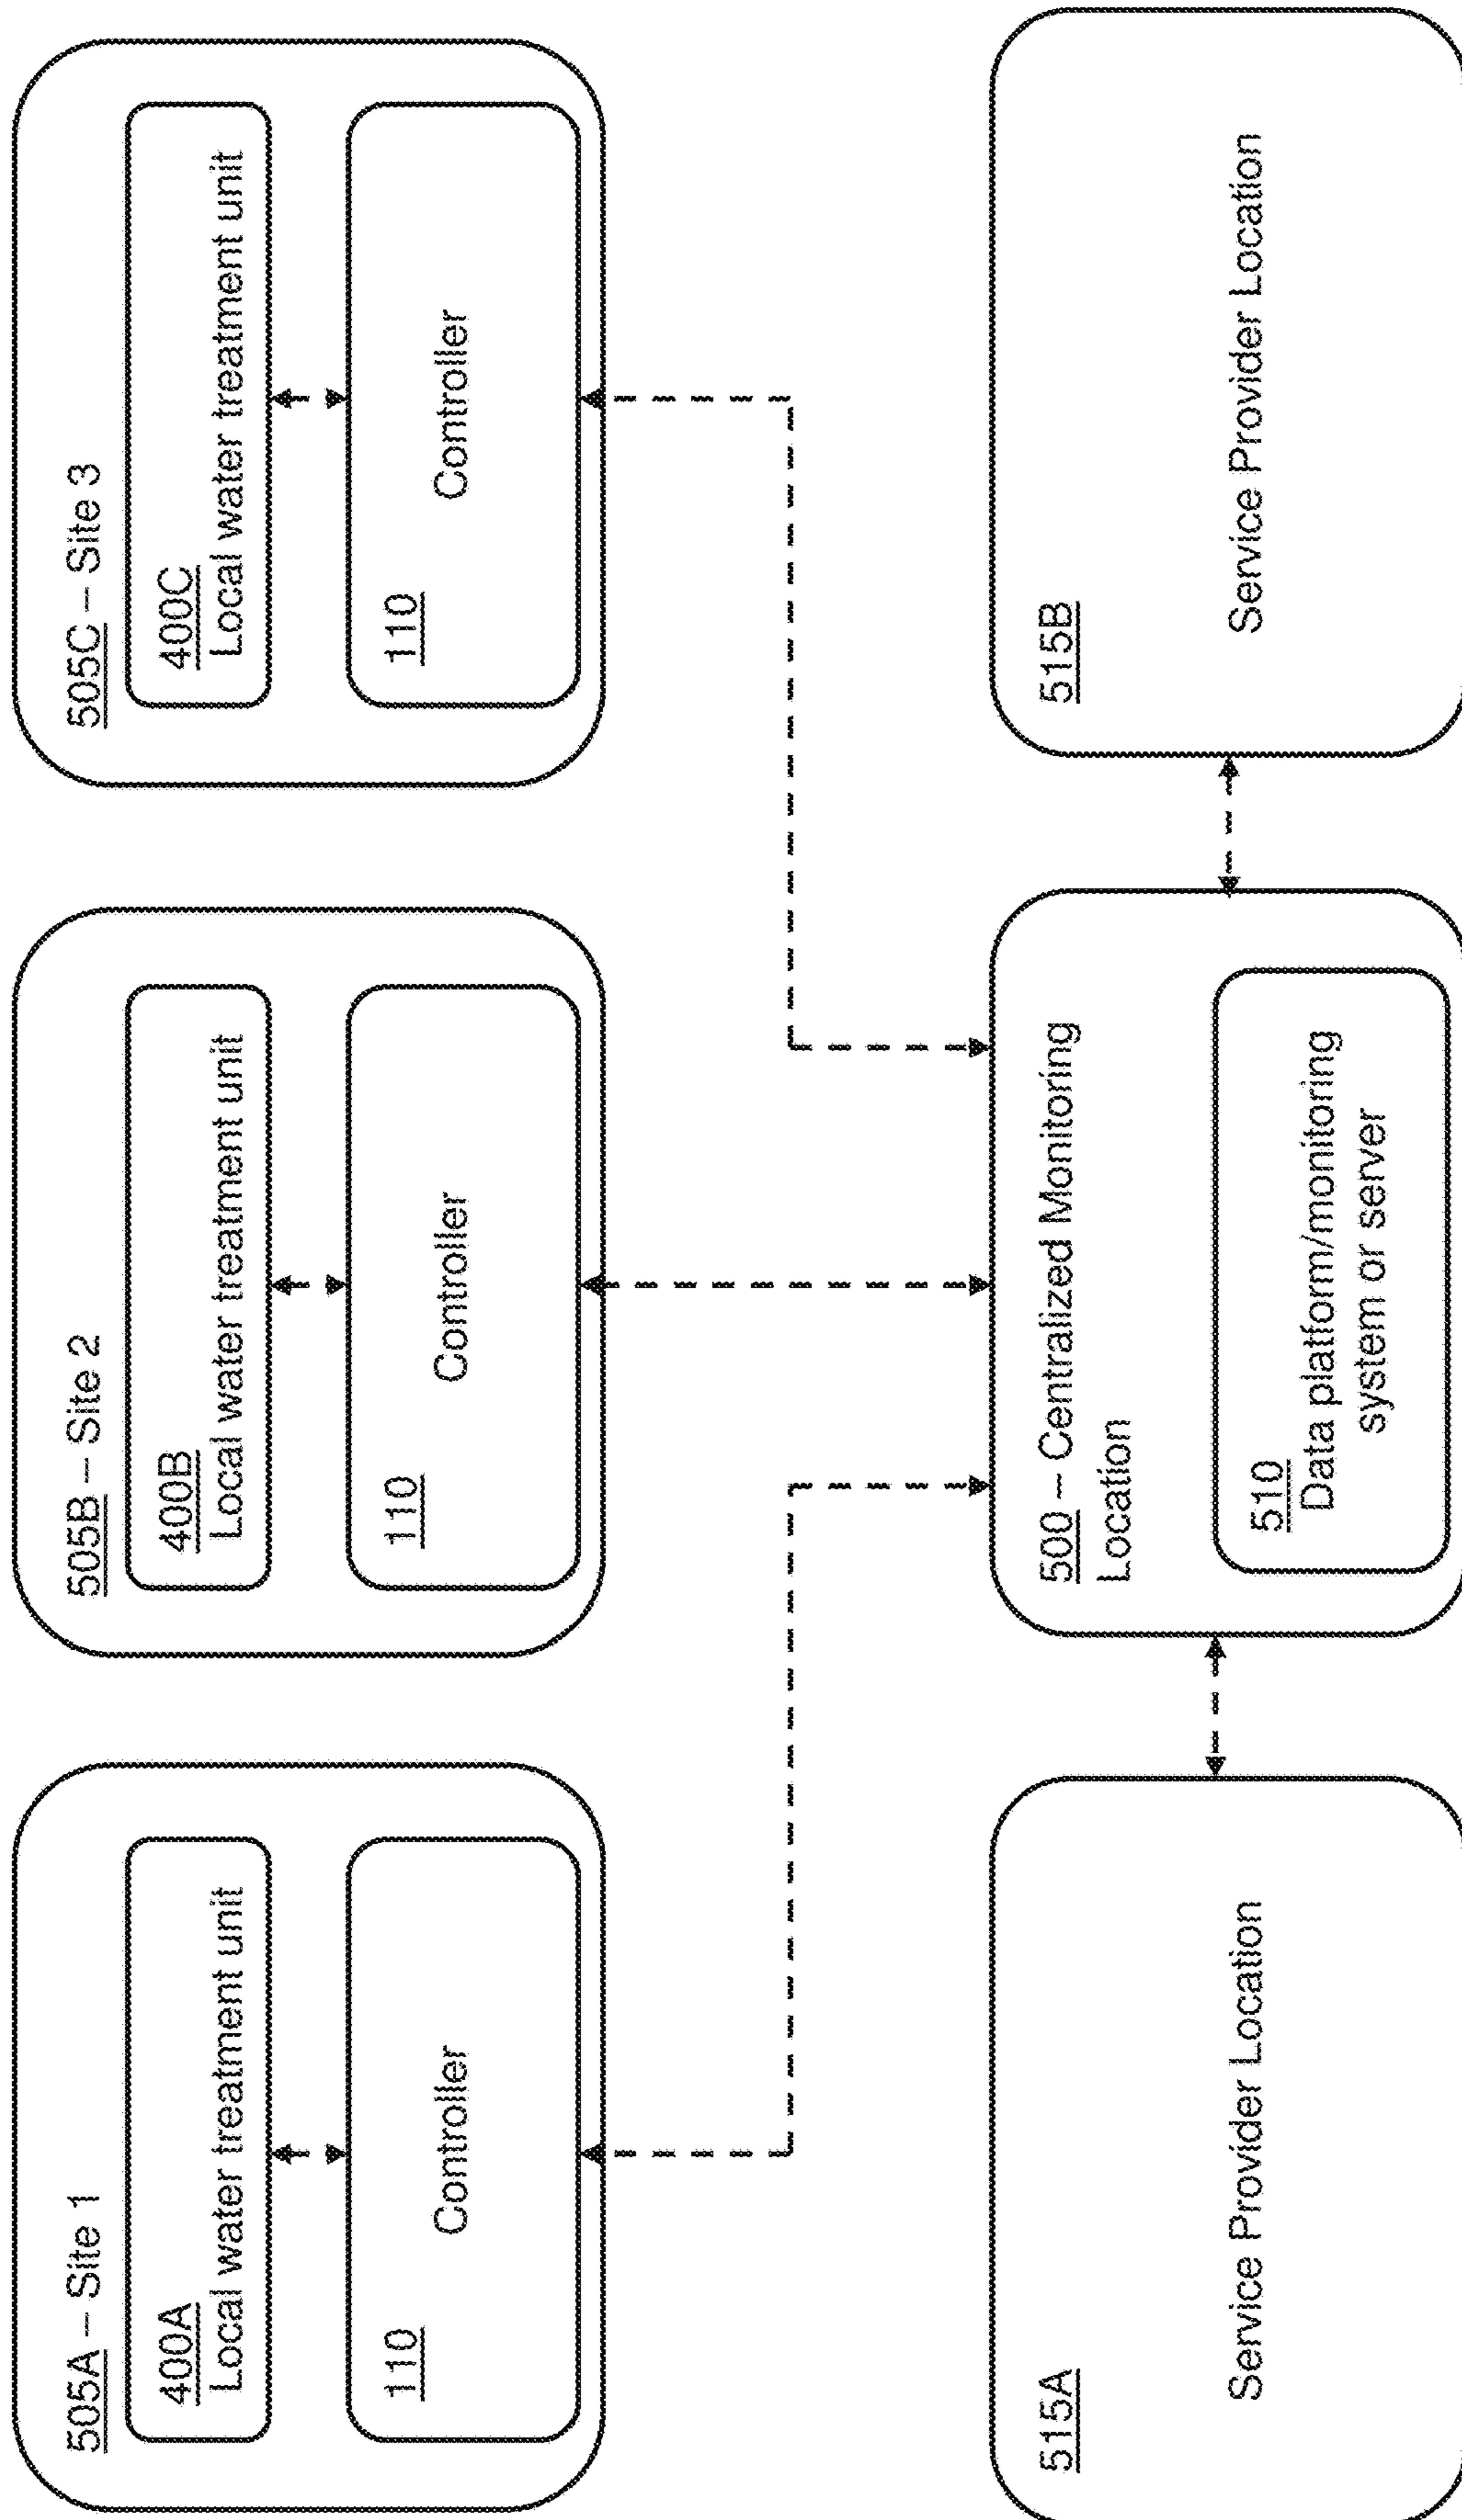 505A – Site 1
400A
Local water treatment unit
110
Controller
505B – Site 2
400B
Local water treatment unit
110
Controller
505C – Site 3
400C
Local water treatment unit
110
Controller
515A
Service Provider Location
500 – Centralized Monitoring
Location
510
Data platform/monitoring
system or server
515B
Service Provider Location